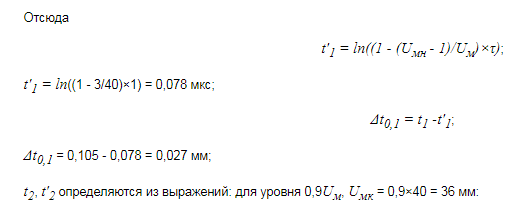 Отсюда
t'₁ = ln((1 - (Uмн - 1)/Uм)×τ);
t'₁ = ln((1 - 3/40)×1) = 0,078 мкс;
Δt₀,₁ = t₁ -t'₁;
Δt₀,₁ = 0,105 - 0,078 = 0,027 мм;
t₂, t'₂ определяются из выражений: для уровня 0,9Uм, Uмк = 0,9×40 = 36 мм: